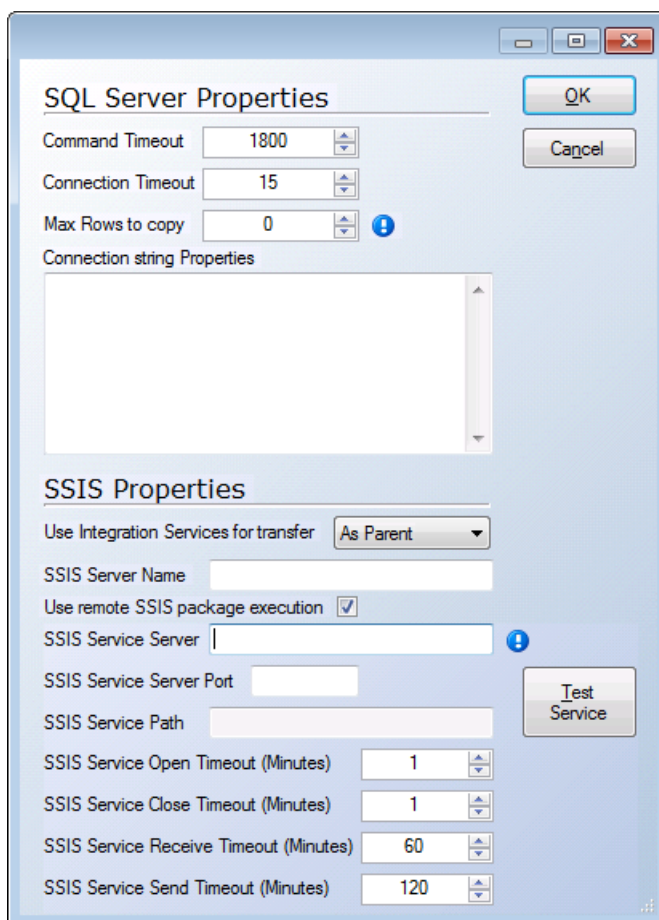 SQL Server Properties
OK
Command Timeout 1800
Cancel
Connection Timeout 15
Max Rows to copy 0
Connection string Properties
SSIS Properties
Use Integration Services for transfer As Parent
SSIS Server Name
Use remote SSIS package execution
SSIS Service Server
SSIS Service Server Port
Test
Service
SSIS Service Path
SSIS Service Open Timeout (Minutes) 1
SSIS Service Close Timeout (Minutes) 1
SSIS Service Receive Timeout (Minutes) 60
SSIS Service Send Timeout (Minutes) 120